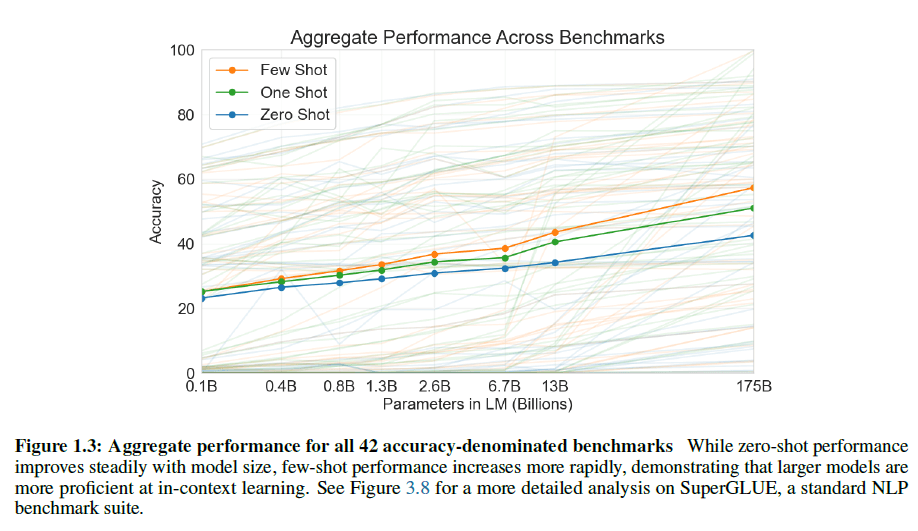 Aggregate Performance Across Benchmarks
100
80
60
40
20
0
Accuracy
Few Shot
One Shot
Zero Shot
0.1B 0.4B 0.8B 1.3B 2.6B 6.7B 13B 175B
Parameters in LM (Billions)
Figure 1.3: Aggregate performance for all 42 accuracy-denominated benchmarks While zero-shot performance
improves steadily with model size, few-shot performance increases more rapidly, demonstrating that larger models are
more proficient at in-context learning. See Figure 3.8 for a more detailed analysis on SuperGLUE, a standard NLP
benchmark suite.